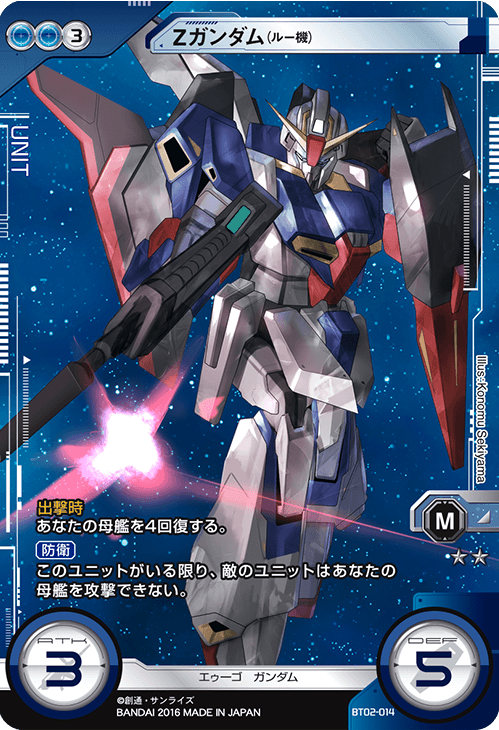 3
Zガンダム(ルー機)
UNIT
Illus:Konomu Sekiyama
出撃時
あなたの母艦を4回復する。
防衛
このユニットがいる限り、敵のユニットはあなたの
母艦を攻撃できない。
M
ATK
3
DEF
5
エゥーゴ ガンダム
©創通・サンライズ
BANDAI 2016 MADE IN JAPAN
BT02-014